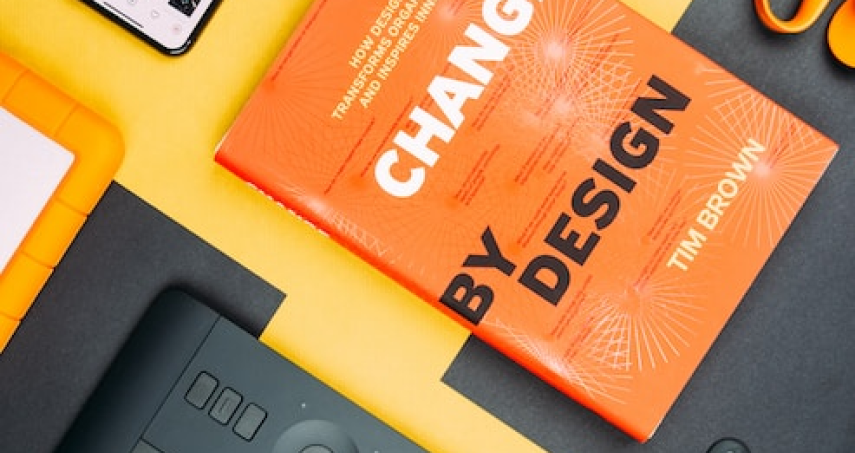 HOW DESIG
TRANSFORMS ORGA
AND INSPIRES INN
CHANG
BY
DESIGN
TIM BROWN